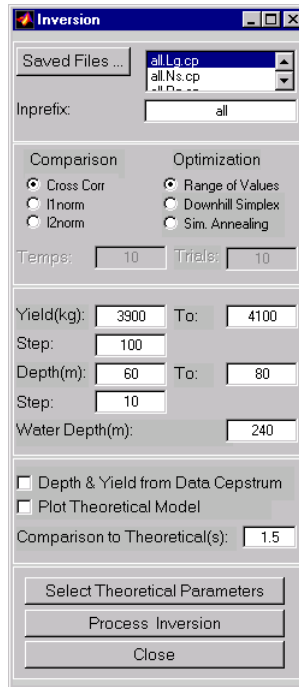 Inversion
Saved Files ...
all.Lg.cp
all.Ns.cp
Inprefix: all
Comparison Optimization
Cross Corr Range of Values
l1norm Downhill Simplex
l2norm Sim. Annealing
Temps: 10 Trials: 10
Yield(kg): 3900 To: 4100
Step: 100
Depth(m): 60 To: 80
Step: 10
Water Depth(m): 240
Depth & Yield from Data Cepstrum
Plot Theoretical Model
Comparison to Theoretical(s): 1.5
Select Theoretical Parameters
Process Inversion
Close